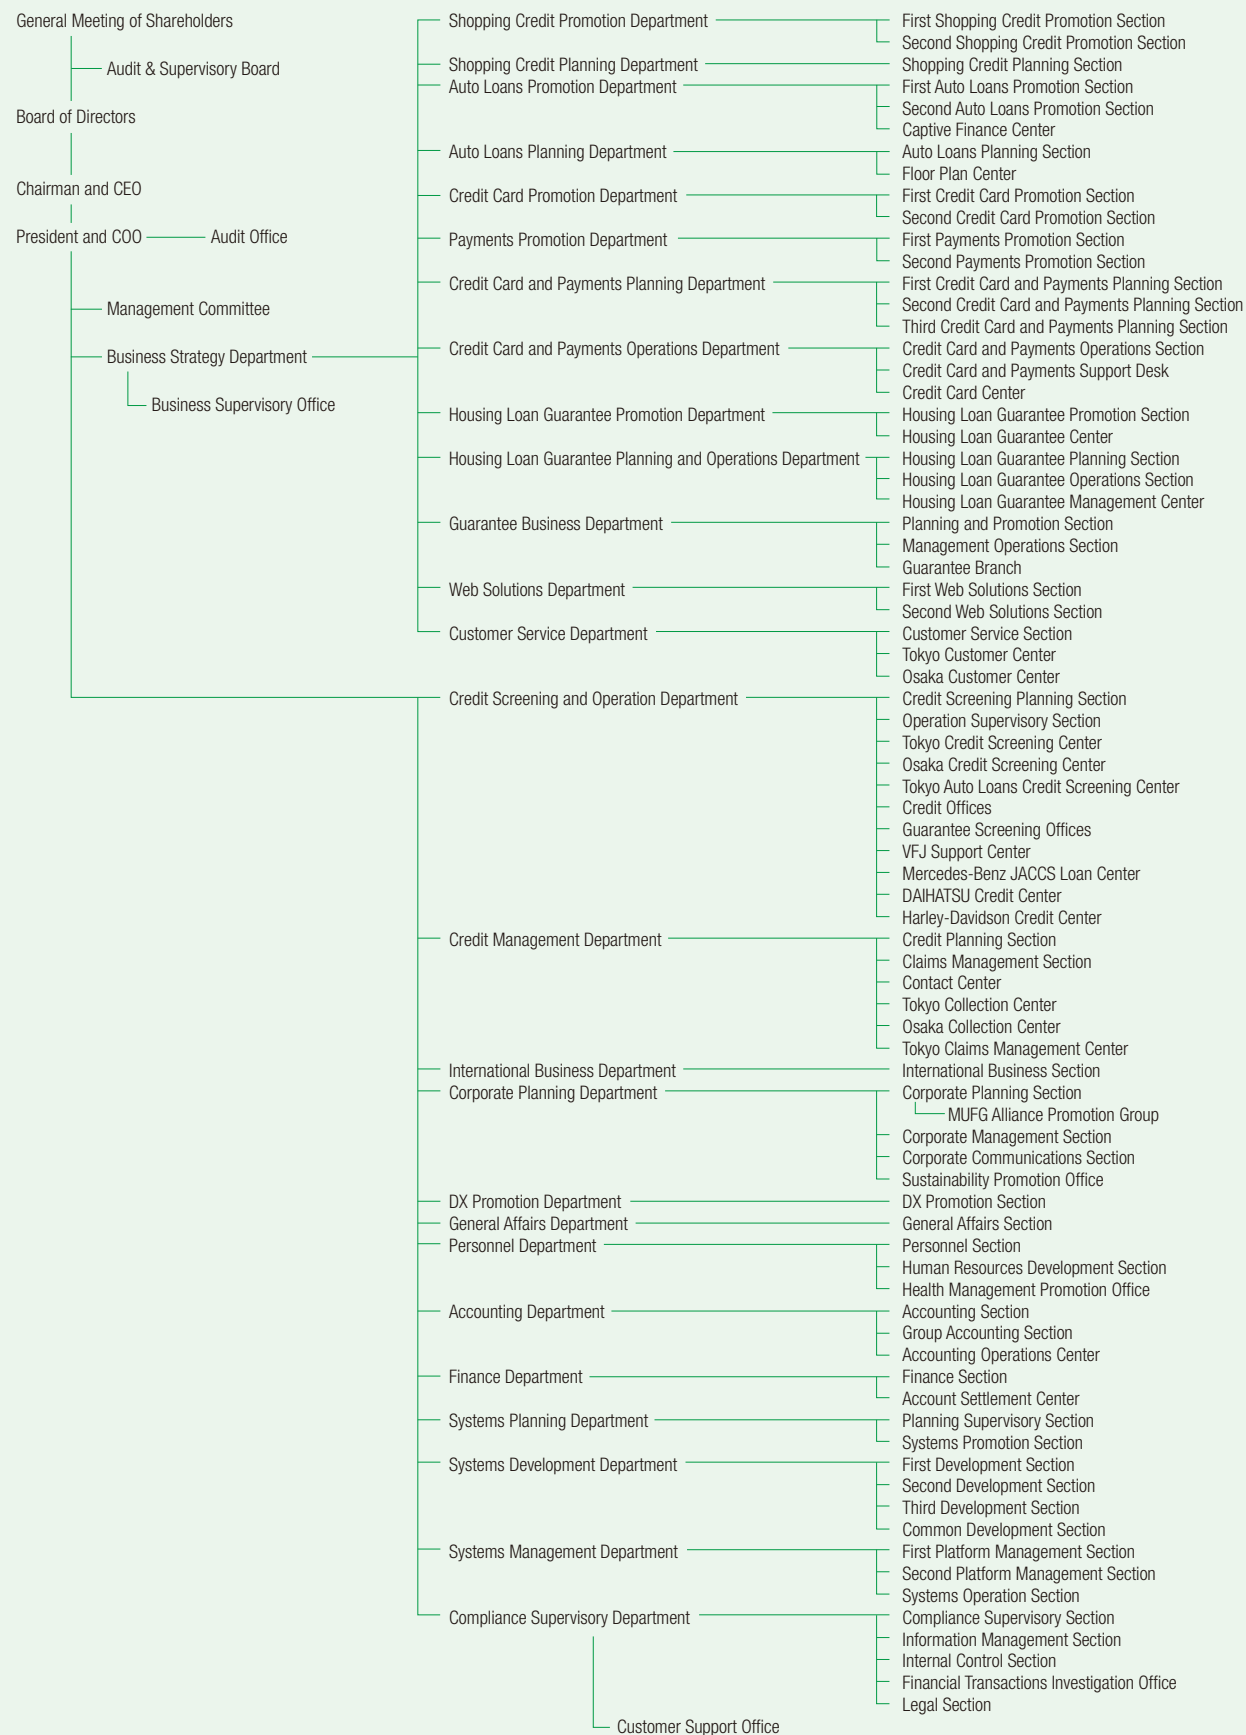 General Meeting of Shareholders
Audit & Supervisory Board
Board of Directors
Chairman and CEO
President and COO
Audit Office
Management Committee
Business Strategy Department
Business Supervisory Office
Shopping Credit Promotion Department
First Shopping Credit Promotion Section
Second Shopping Credit Promotion Section
Shopping Credit Planning Department
Shopping Credit Planning Section
Auto Loans Promotion Department
First Auto Loans Promotion Section
Second Auto Loans Promotion Section
Captive Finance Center
Auto Loans Planning Department
Auto Loans Planning Section
Floor Plan Center
Credit Card Promotion Department
First Credit Card Promotion Section
Second Credit Card Promotion Section
Payments Promotion Department
First Payments Promotion Section
Second Payments Promotion Section
Credit Card and Payments Planning Department
First Credit Card and Payments Planning Section
Second Credit Card and Payments Planning Section
Third Credit Card and Payments Planning Section
Credit Card and Payments Operations Department
Credit Card and Payments Operations Section
Credit Card and Payments Support Desk
Credit Card Center
Housing Loan Guarantee Promotion Department
Housing Loan Guarantee Promotion Section
Housing Loan Guarantee Center
Housing Loan Guarantee Planning and Operations Department
Housing Loan Guarantee Planning Section
Housing Loan Guarantee Operations Section
Housing Loan Guarantee Management Center
Guarantee Business Department
Planning and Promotion Section
Management Operations Section
Guarantee Branch
Web Solutions Department
First Web Solutions Section
Second Web Solutions Section
Customer Service Department
Customer Service Section
Tokyo Customer Center
Osaka Customer Center
Credit Screening and Operation Department
Credit Screening Planning Section
Operation Supervisory Section
Tokyo Credit Screening Center
Osaka Credit Screening Center
Tokyo Auto Loans Credit Screening Center
Credit Offices
Guarantee Screening Offices
VFJ Support Center
Mercedes-Benz JACCS Loan Center
DAIHATSU Credit Center
Harley-Davidson Credit Center
Credit Management Department
Credit Planning Section
Claims Management Section
Contact Center
Tokyo Collection Center
Osaka Collection Center
Tokyo Claims Management Center
International Business Department
International Business Section
Corporate Planning Department
Corporate Planning Section
MUFG Alliance Promotion Group
Corporate Management Section
Corporate Communications Section
Sustainability Promotion Office
DX Promotion Department
DX Promotion Section
General Affairs Department
General Affairs Section
Personnel Department
Personnel Section
Human Resources Development Section
Health Management Promotion Office
Accounting Department
Accounting Section
Group Accounting Section
Accounting Operations Center
Finance Department
Finance Section
Account Settlement Center
Systems Planning Department
Planning Supervisory Section
Systems Promotion Section
Systems Development Department
First Development Section
Second Development Section
Third Development Section
Common Development Section
Systems Management Department
First Platform Management Section
Second Platform Management Section
Systems Operation Section
Compliance Supervisory Department
Compliance Supervisory Section
Information Management Section
Internal Control Section
Financial Transactions Investigation Office
Legal Section
Customer Support Office